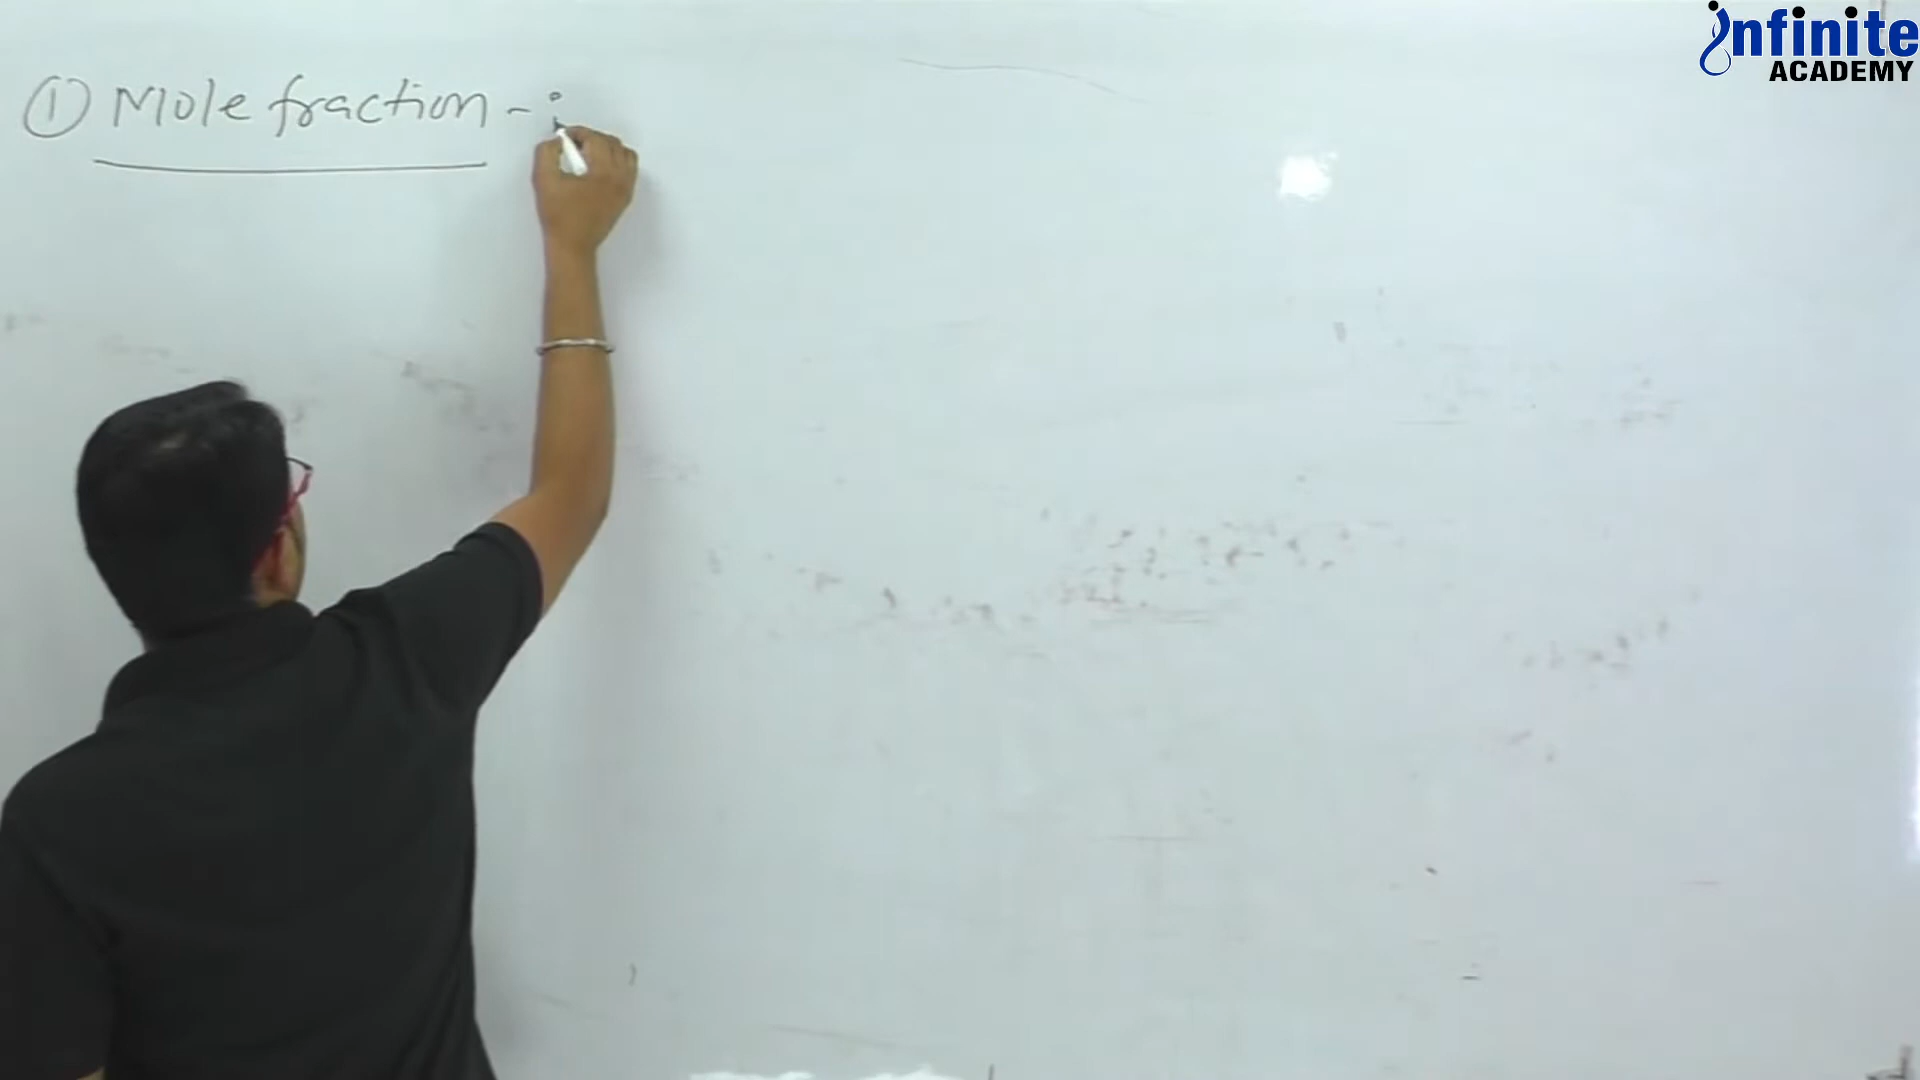 ① Mole fraction - :
infinite
ACADEMY